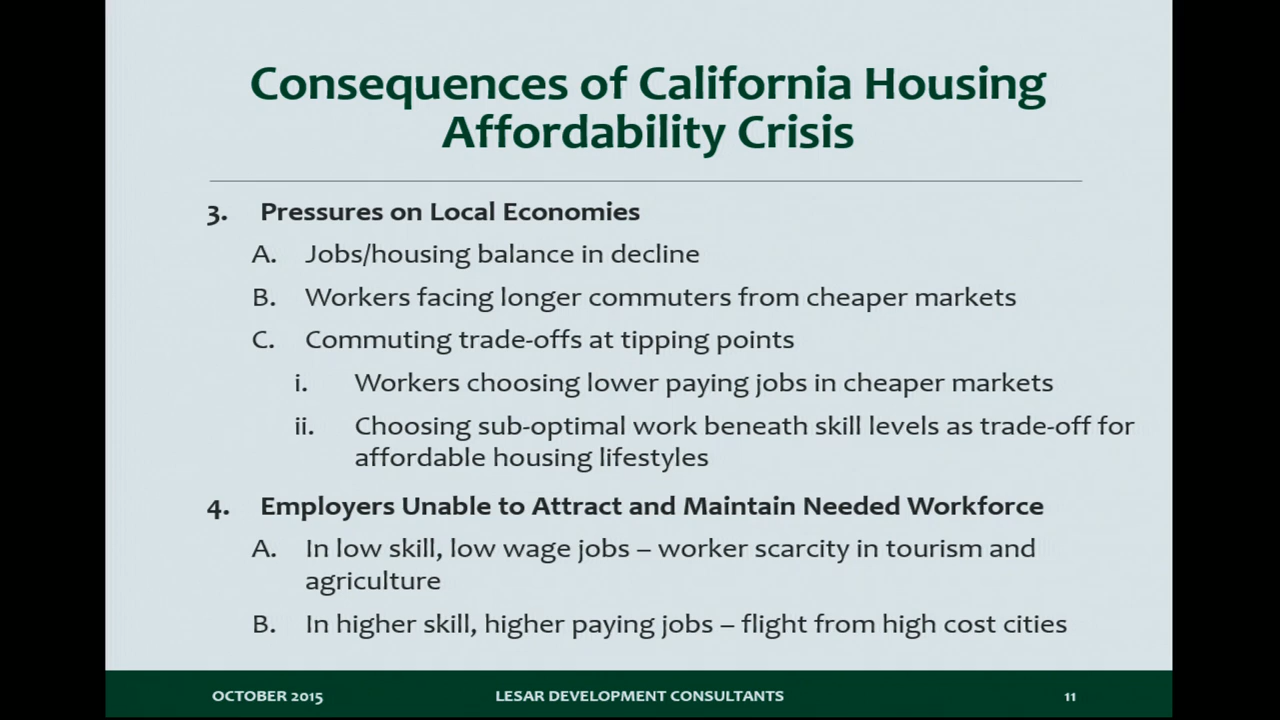 Consequences of California Housing
Affordability Crisis
3. Pressures on Local Economies
A. Jobs/housing balance in decline
B. Workers facing longer commuters from cheaper markets
C. Commuting trade-offs at tipping points
i. Workers choosing lower paying jobs in cheaper markets
ii. Choosing sub-optimal work beneath skill levels as trade-off for
affordable housing lifestyles
4. Employers Unable to Attract and Maintain Needed Workforce
A. In low skill, low wage jobs – worker scarcity in tourism and
agriculture
B. In higher skill, higher paying jobs – flight from high cost cities
OCTOBER 2015 LESAR DEVELOPMENT CONSULTANTS 11